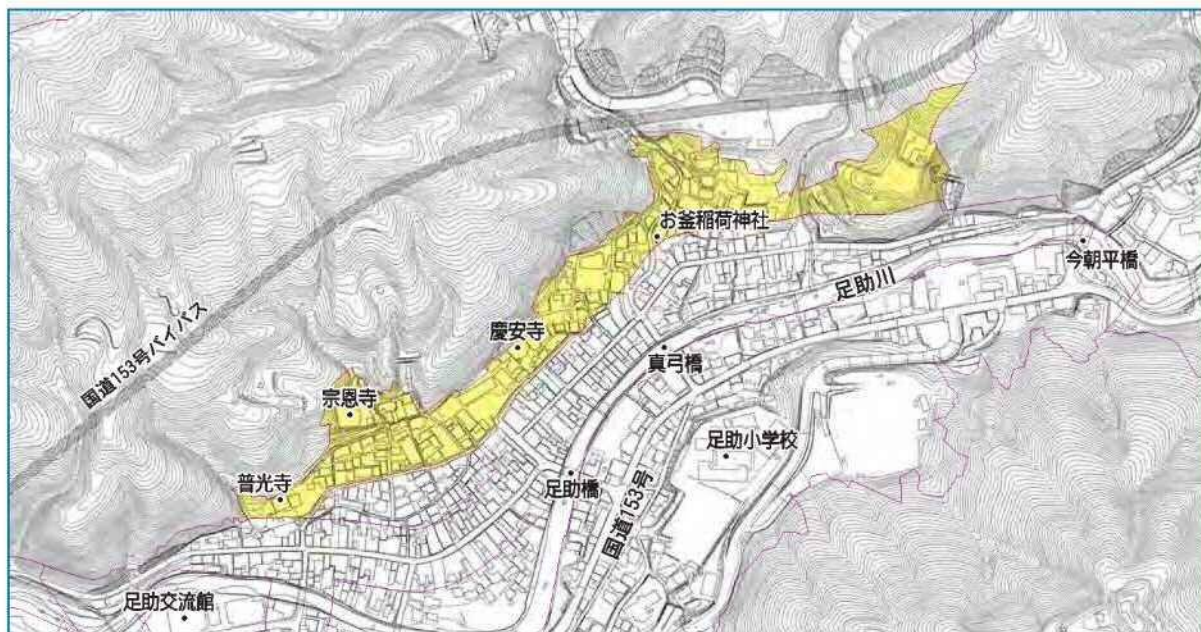 お釜稲荷神社
今朝平橋
足助川
国道153号バイパス
慶安寺
真弓橋
宗恩寺
足助小学校
普光寺
足助橋
国道153号
足助交流館